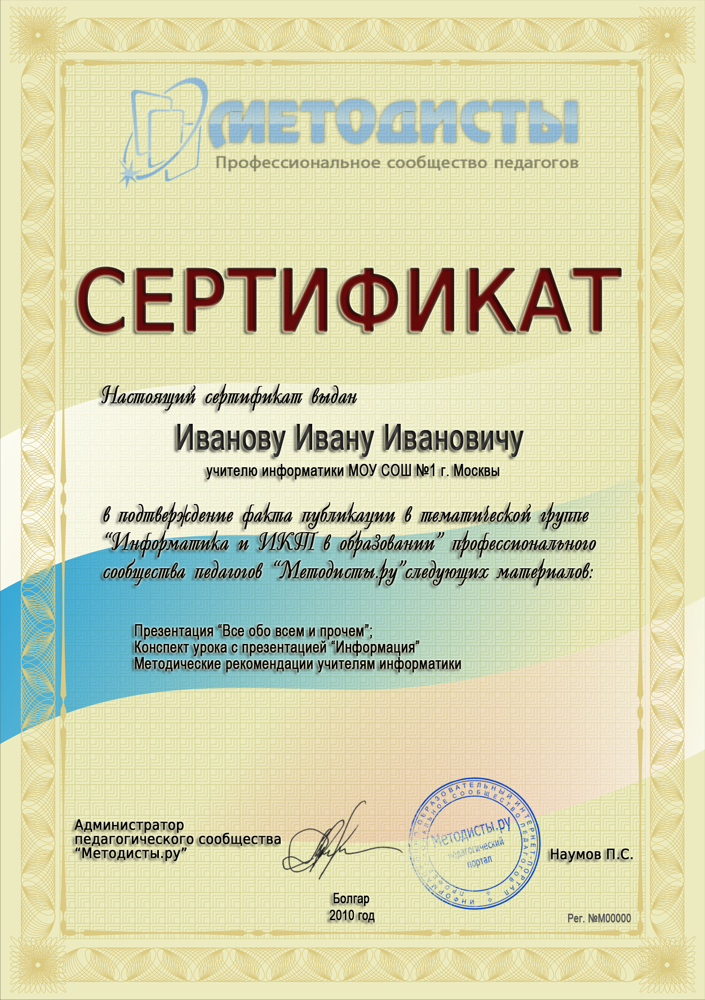 МЕТОДИСТЫ
Профессиональное сообщество педагогов
СЕРТИФИКАТ
Настоящий сертификат выдан
Иванову Ивану Ивановичу
учителю информатики МОУ СОШ №1 г. Москвы
в подтверждение факта публикации в тематической группе
“Информатика и ИКТ в образовании” профессионального
сообщества педагогов “Методисты.ру”следующих материалов:
Презентация “Все обо всем и прочем”;
Конспект урока с презентацией “Информация”
Методические рекомендации учителям информатики
Администратор
педагогического сообщества
“Методисты.ру”
ИНФОРМАЦИОННО-ОБРАЗОВАТЕЛЬНЫЙ ИНТЕРНЕТ-ПОРТАЛ
ПРОФЕССИОНАЛЬНОЕ СООБЩЕСТВО ПЕДАГОГОВ
Методисты.ру
педагогический
портал
Наумов П.С.
Болгар
2010 год
Рег. №М00000